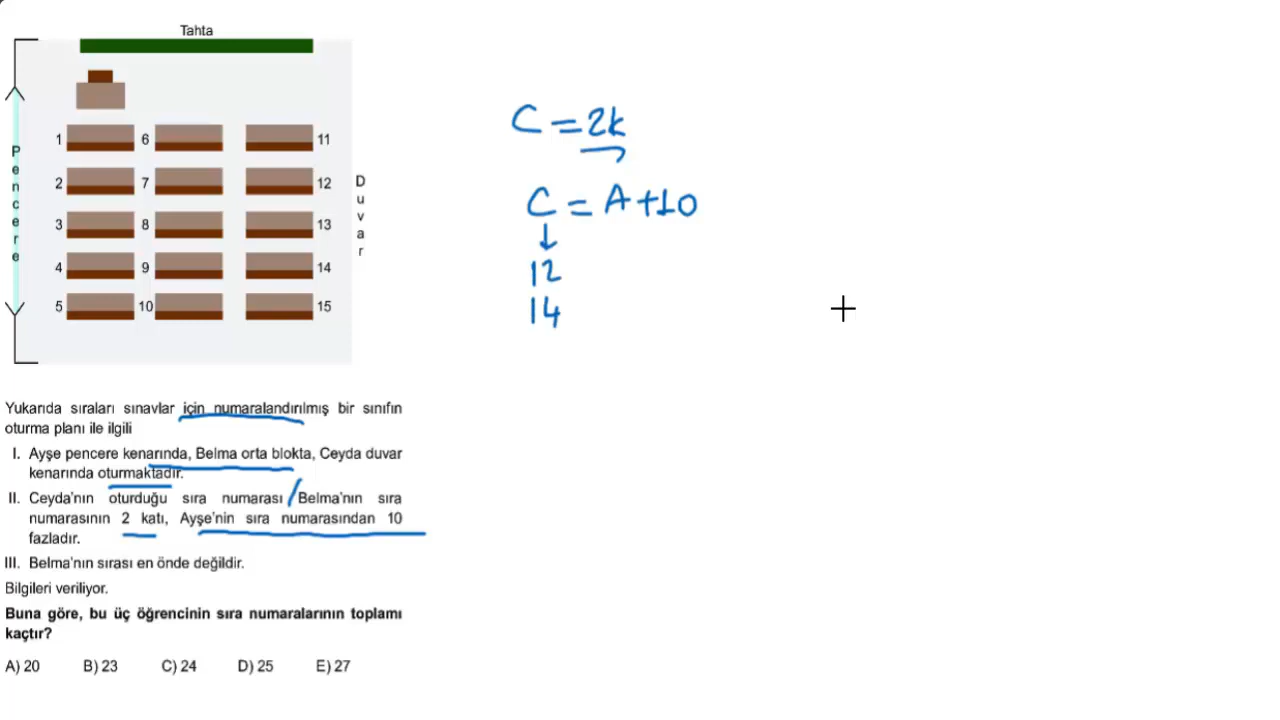 Tahta
Pencere
Duvar
1 6 11
2 7 12
3 8 13
4 9 14
5 10 15
C = 2k
C = A+10
12
14
Yukarıda sıraları sınavlar için numaralandırılmış bir sınıfın
oturma planı ile ilgili
I. Ayşe pencere kenarında, Belma orta blokta, Ceyda duvar
kenarında oturmaktadır.
II. Ceyda'nın oturduğu sıra numarası Belma'nın sıra
numarasının 2 katı, Ayşe'nin sıra numarasından 10
fazladır.
III. Belma'nın sırası en önde değildir.
Bilgileri veriliyor.
Buna göre, bu üç öğrencinin sıra numaralarının toplamı
kaçtır?
A) 20 B) 23 C) 24 D) 25 E) 27